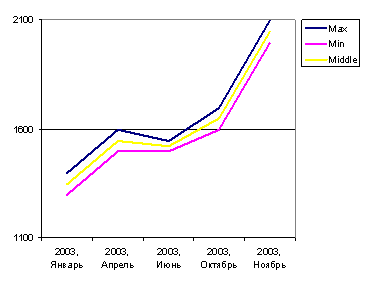 2100
1600
1100
2003, Январь
2003, Апрель
2003, Июнь
2003, Октябрь
2003, Ноябрь
Max
Min
Middle